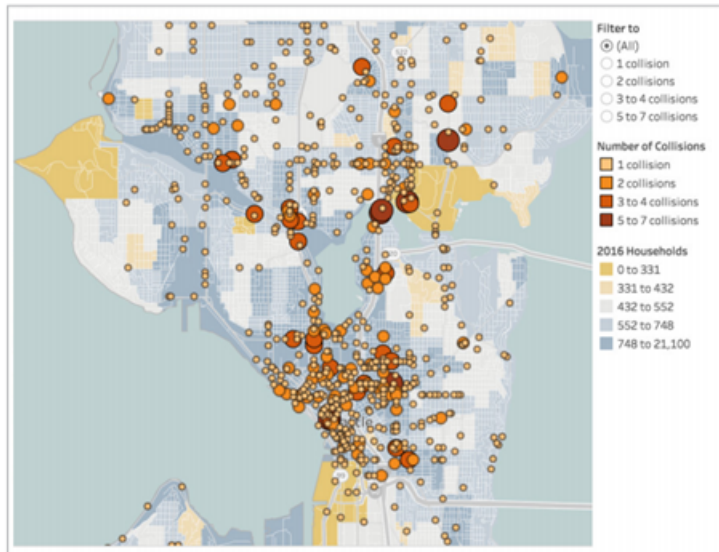 Filter to
(All)
1 collision
2 collisions
3 to 4 collisions
5 to 7 collisions
Number of Collisions
1 collision
2 collisions
3 to 4 collisions
5 to 7 collisions
2016 Households
0 to 331
331 to 432
432 to 552
552 to 748
748 to 21,100
99